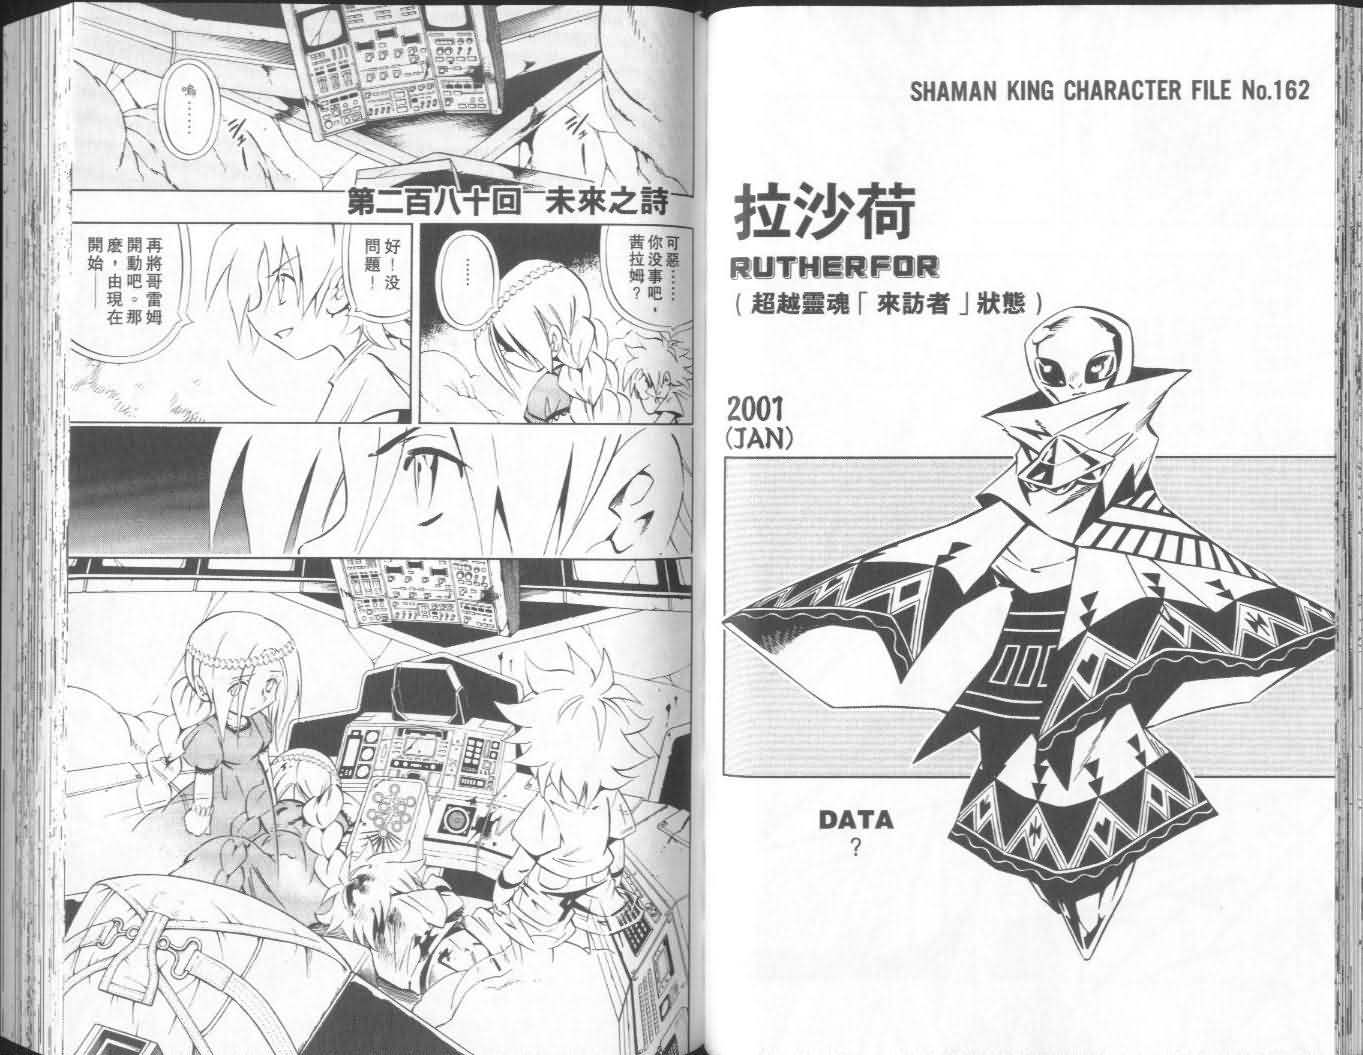 SHAMAN KING CHARACTER FILE No.162
拉沙荷
RUTHERFOR
(超越靈魂「來訪者」狀態)
2001
(JAN)
DATA
?
嗚……
第二百八十回 未來之詩
可惡……
你没事吧，
茜拉姆?
……
好!没
問題!
再將哥雷姆
開動吧。那
麼，由現在
開始——